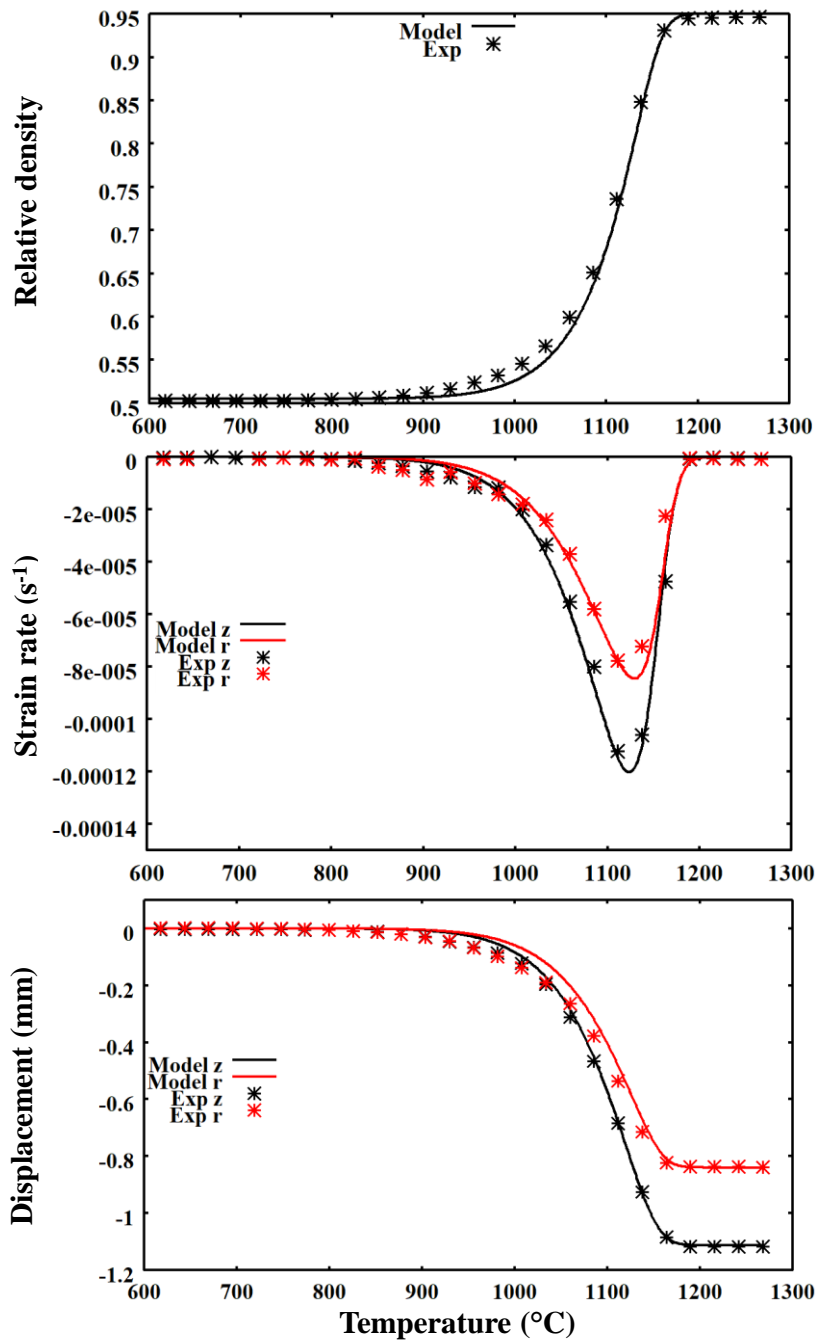 Relative density
0.95
0.9
0.85
0.8
0.75
0.7
0.65
0.6
0.55
0.5
Model
Exp
600 700 800 900 1000 1100 1200 1300
Strain rate (s-1)
0
-2e-005
-4e-005
-6e-005
-8e-005
-0.0001
-0.00012
-0.00014
Model z
Model r
Exp z
Exp r
600 700 800 900 1000 1100 1200 1300
Displacement (mm)
0
-0.2
-0.4
-0.6
-0.8
-1
-1.2
Model z
Model r
Exp z
Exp r
600 700 800 900 1000 1100 1200 1300
Temperature (°C)